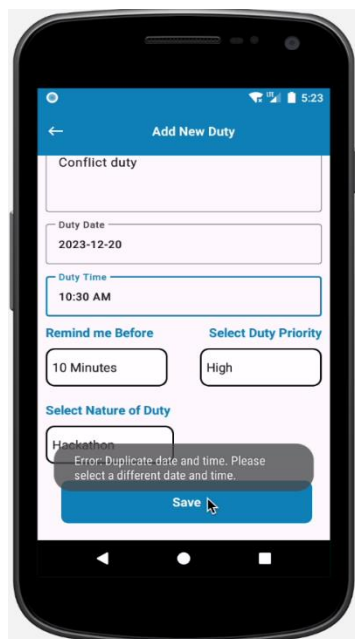 5:23
Add New Duty
Conflict duty
Duty Date
2023-12-20
Duty Time
10:30 AM
Remind me Before
Select Duty Priority
10 Minutes
High
Select Nature of Duty
Hackathon
Error: Duplicate date and time. Please
select a different date and time.
Save